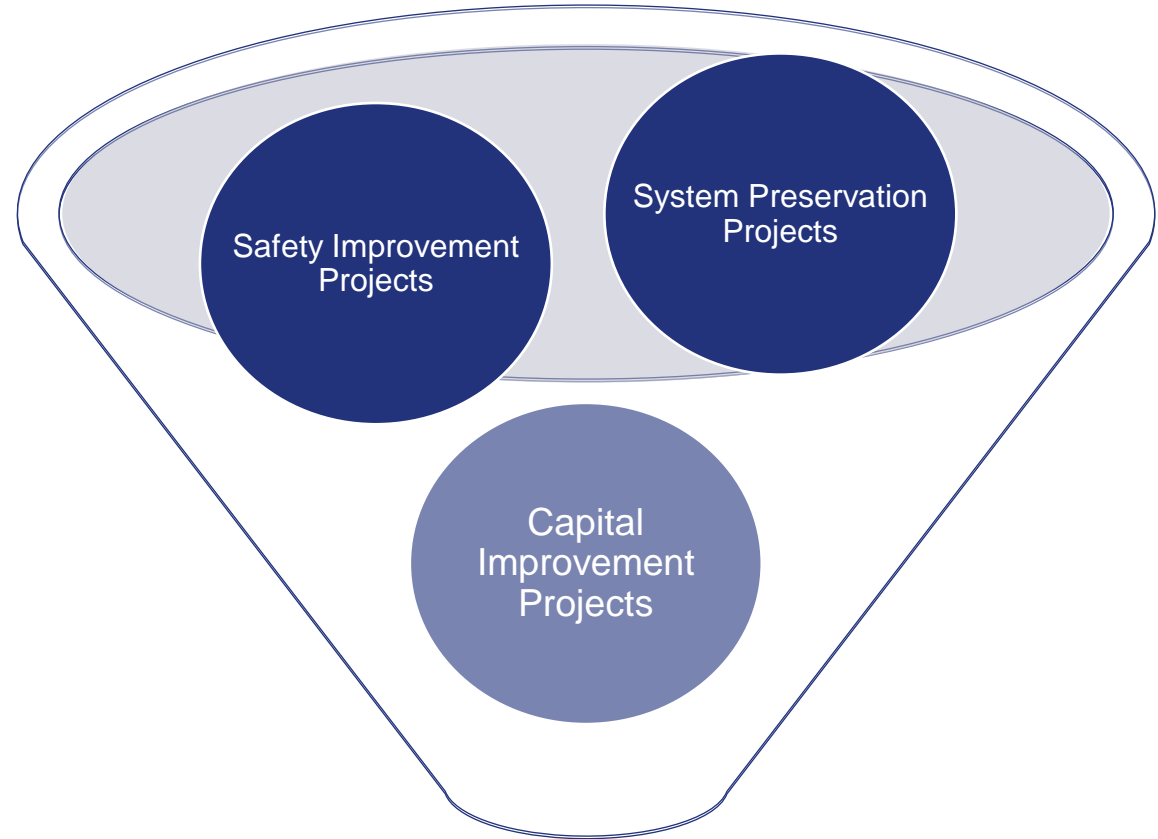 Safety Improvement
Projects
System Preservation
Projects
Capital
Improvement
Projects